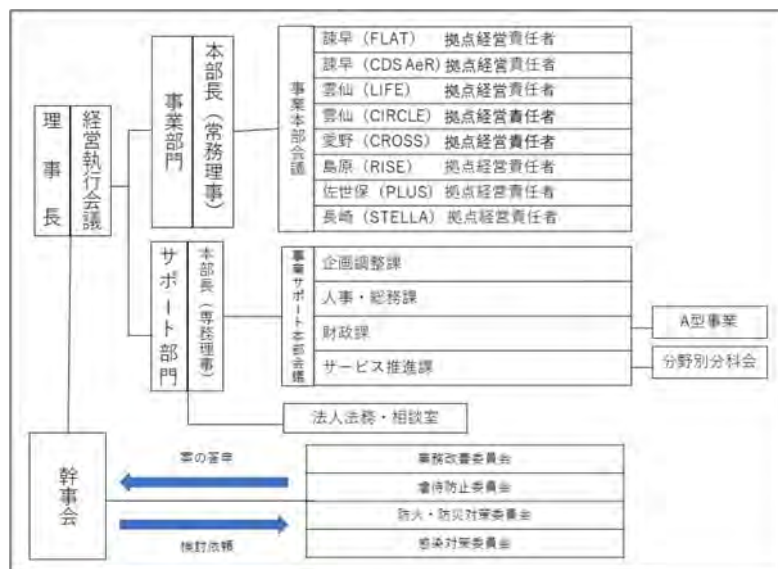 理事長
経営執行会議
事業部門
本部長（常務理事）
事業本部会議
諫早（FLAT） 拠点経営責任者
諫早（CDS AeR）拠点経営責任者
雲仙（LIFE） 拠点経営責任者
雲仙（CIRCLE）拠点経営責任者
愛野（CROSS） 拠点経営責任者
島原（RISE） 拠点経営責任者
佐世保（PLUS） 拠点経営責任者
長崎（STELLA） 拠点経営責任者
サポート部門
本部長（専務理事）
事業サポート本部会議
企画調整課
人事・総務課
財政課
サービス推進課
A型事業
分野別分科会
法人法務・相談室
幹事会
案の答申
検討依頼
業務改善委員会
虐待防止委員会
防火・防災対策委員会
感染対策委員会